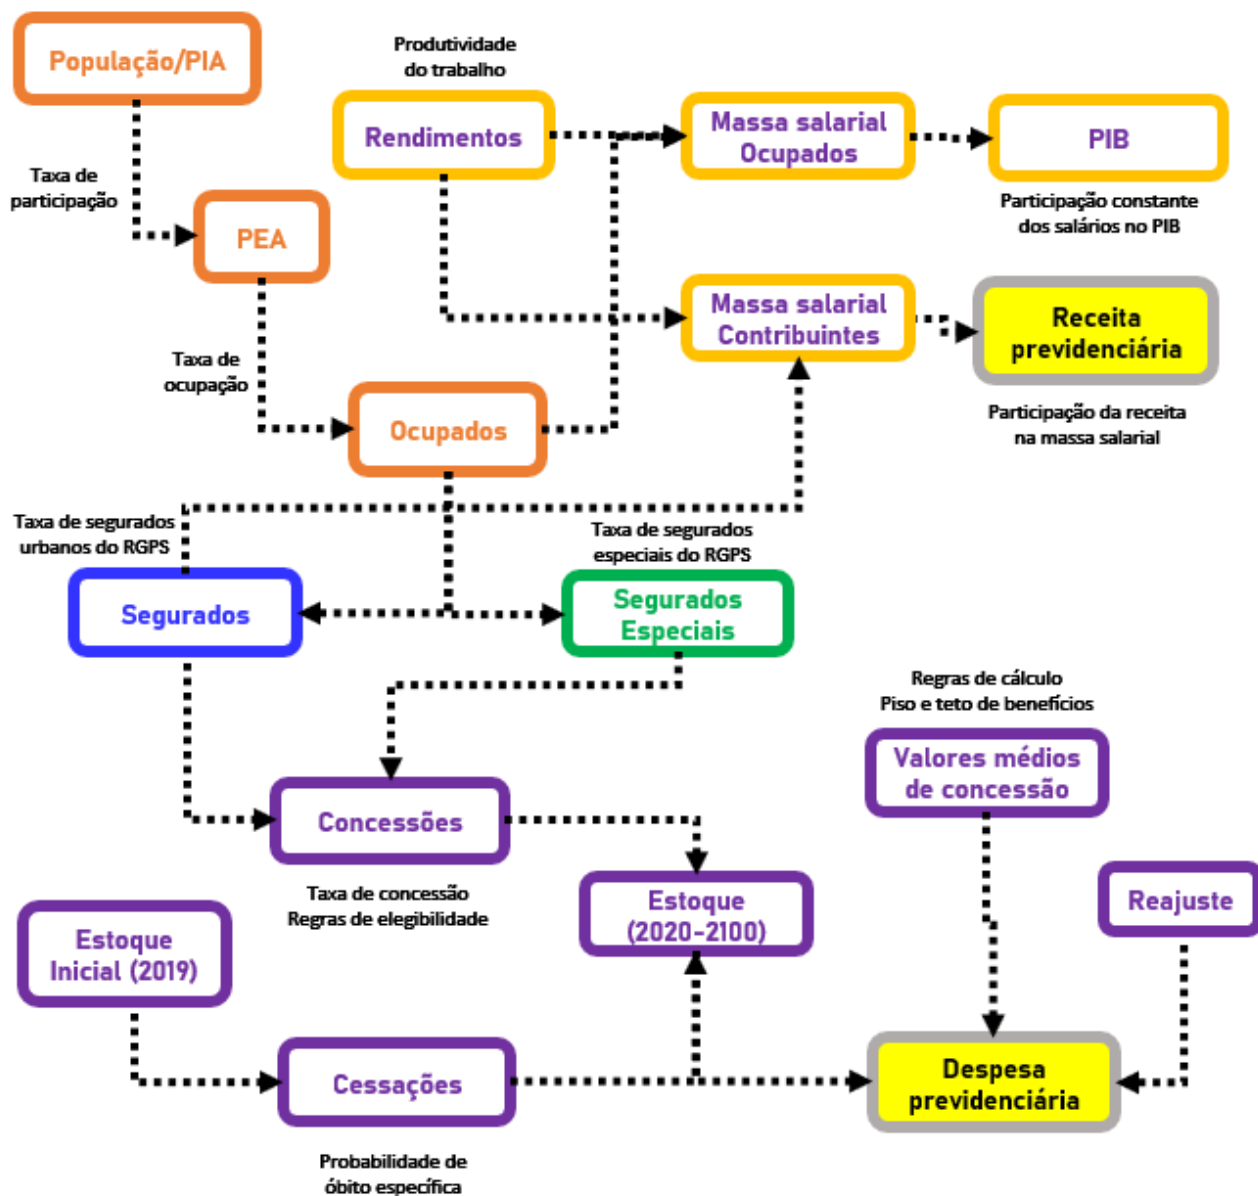 População/PIA
Produtividade
do trabalho
Rendimentos
Massa salarial
Ocupados
PIB
Taxa de
participação
Participação constante
dos salários no PIB
PEA
Massa salarial
Contribuintes
Receita
previdenciária
Taxa de
ocupação
Ocupados
Participação da receita
na massa salarial
Taxa de segurados
urbanos do RGPS
Taxa de segurados
especiais do RGPS
Segurados
Segurados
Especiais
Regras de cálculo
Piso e teto de benefícios
Valores médios
de concessão
Concessões
Taxa de concessão
Regras de elegibilidade
Estoque
(2020-2100)
Reajuste
Estoque
Inicial (2019)
Cessações
Despesa
previdenciária
Probabilidade de
óbito específica